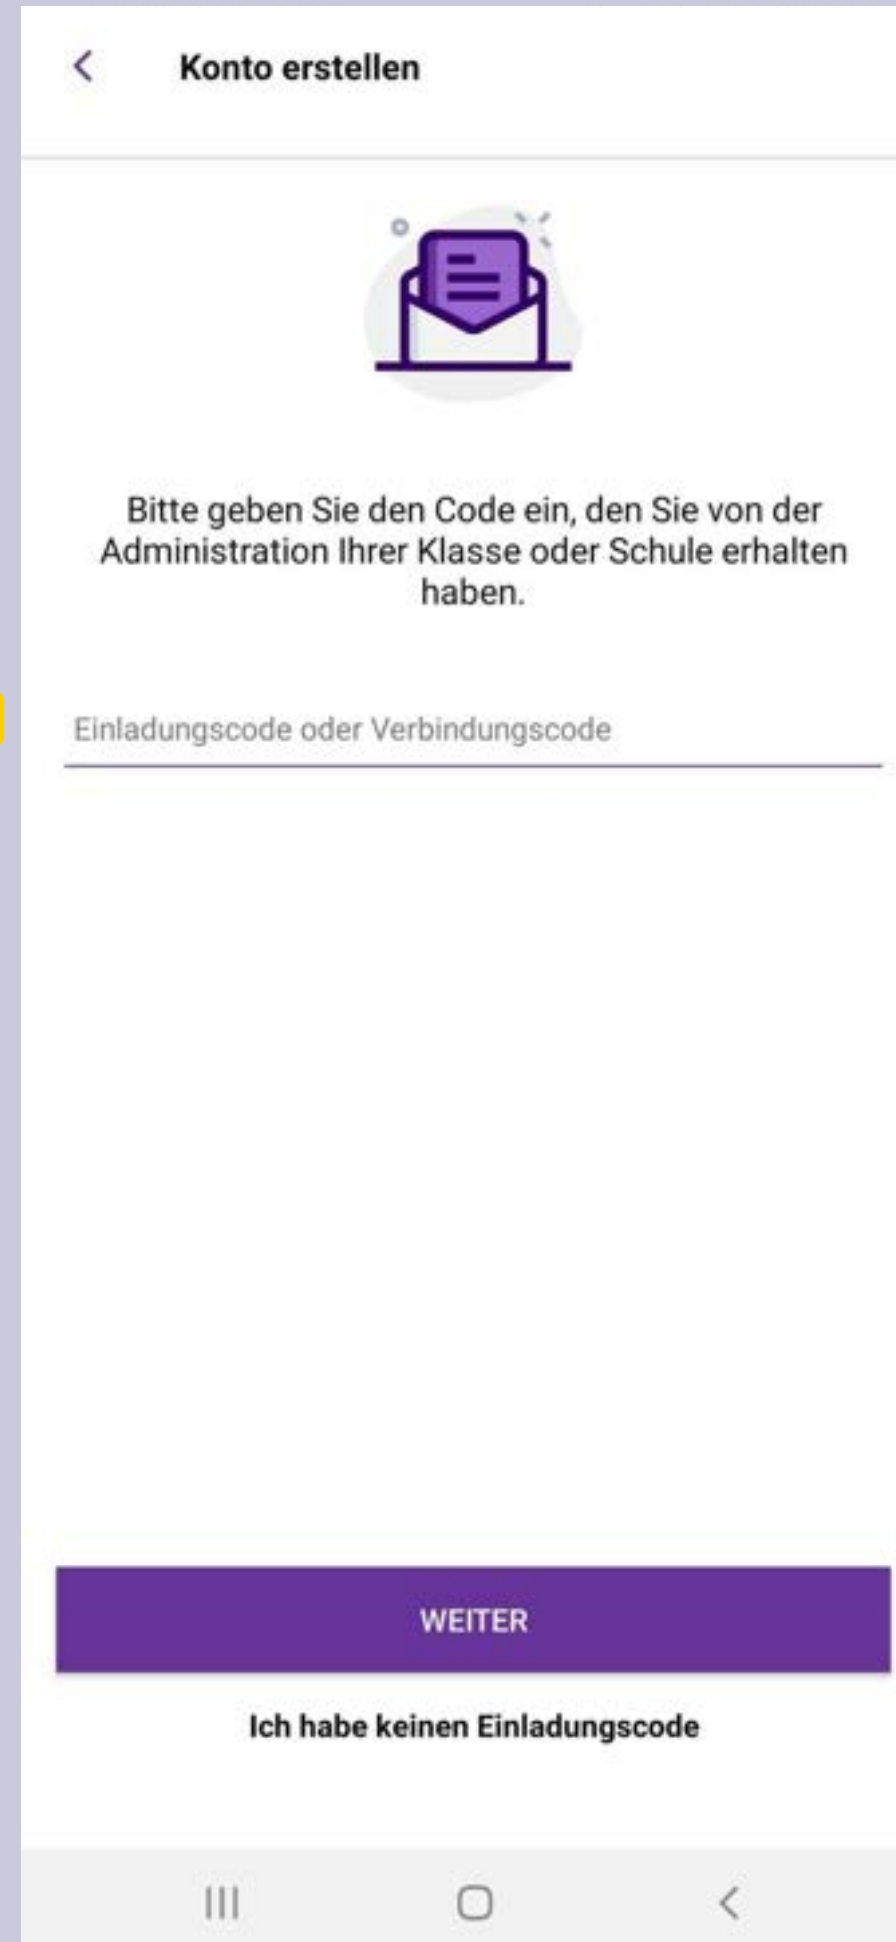 Konto erstellen
Bitte geben Sie den Code ein, den Sie von der
Administration Ihrer Klasse oder Schule erhalten
haben.
Einladungscode oder Verbindungscode
WEITER
Ich habe keinen Einladungscode